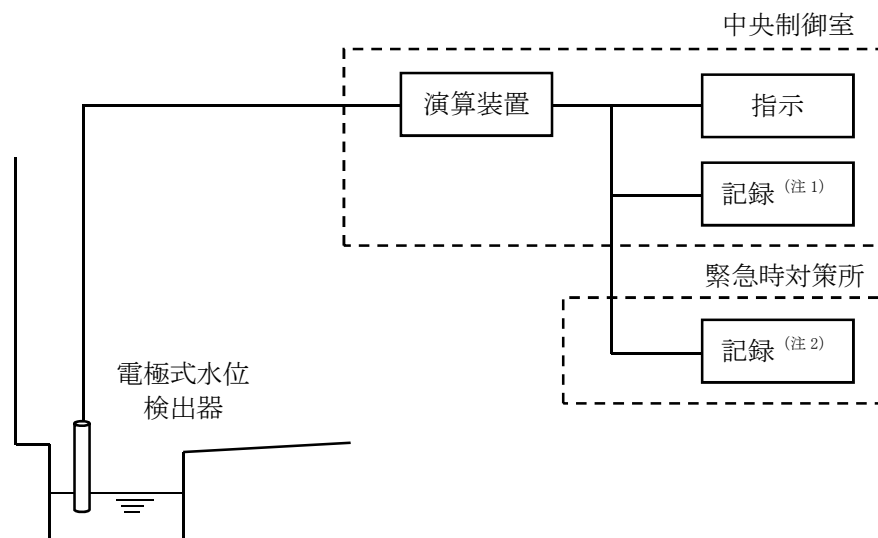 中央制御室
演算装置
指示
記録（注1）
緊急時対策所
記録（注2）
電極式水位
検出器